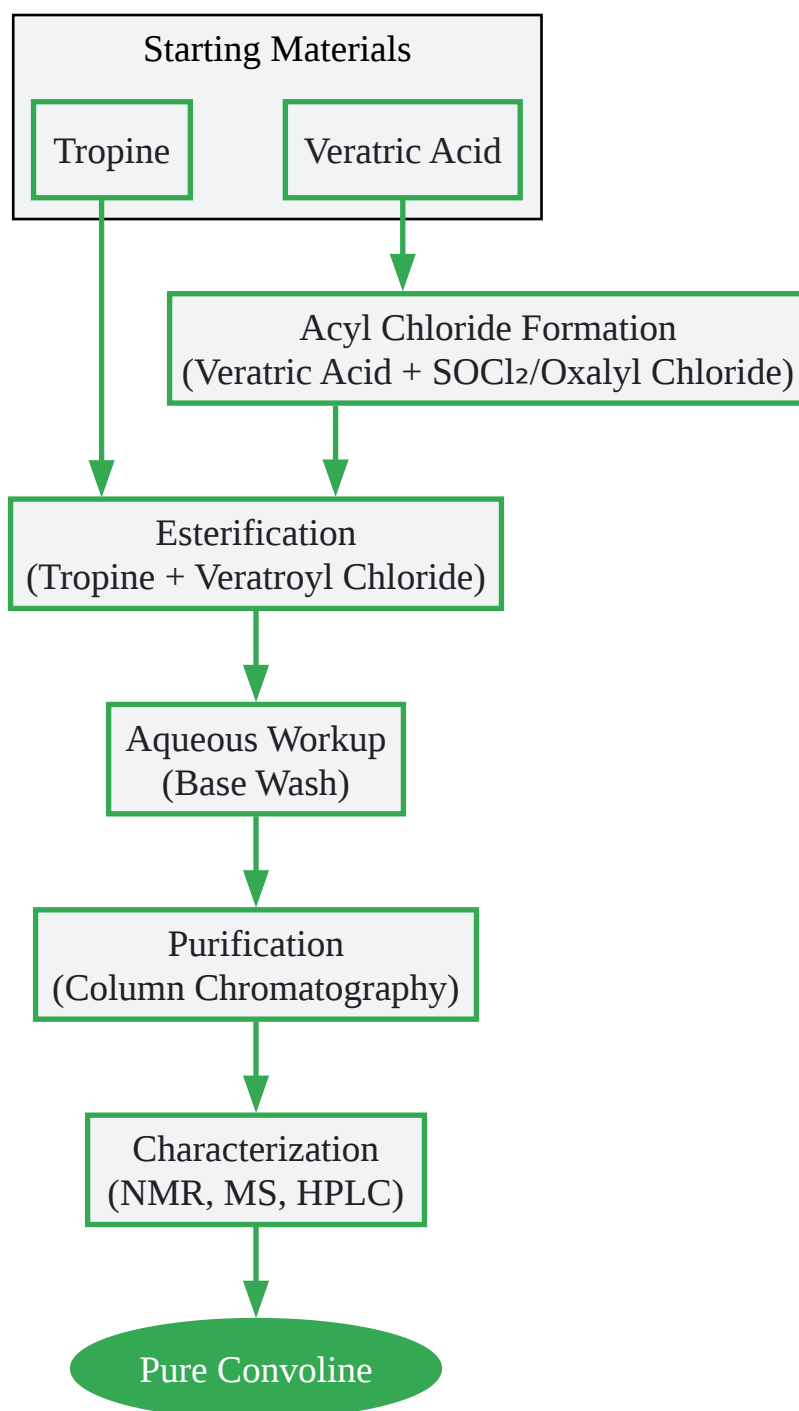 Starting Materials
Tropine
Veratric Acid
Acyl Chloride Formation
(Veratric Acid + SOCl₂/Oxalyl Chloride)
Esterification
(Tropine + Veratroyl Chloride)
Aqueous Workup
(Base Wash)
Purification
(Column Chromatography)
Characterization
(NMR, MS, HPLC)
Pure Convoline